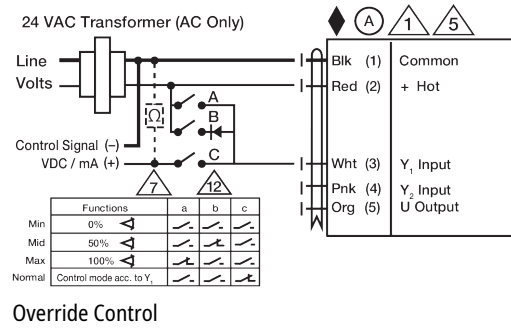 24 VAC Transformer (AC Only)
A 1 5
Line
Volts
Blk (1) Common
Red (2) + Hot
A
B
C
Ω
Control Signal (–)
VDC / mA (+)
Wht (3) Y1 Input
Pnk (4) Y2 Input
Org (5) U Output
7 12
Functions a b c
Min 0%
Mid 50%
Max 100%
Normal Control mode acc. to Y1
Override Control